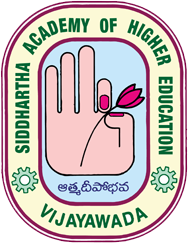 SIDDHARTHA ACADEMY OF HIGHER EDUCATION
ఆత్మదీపోభవ
VIJAYAWADA